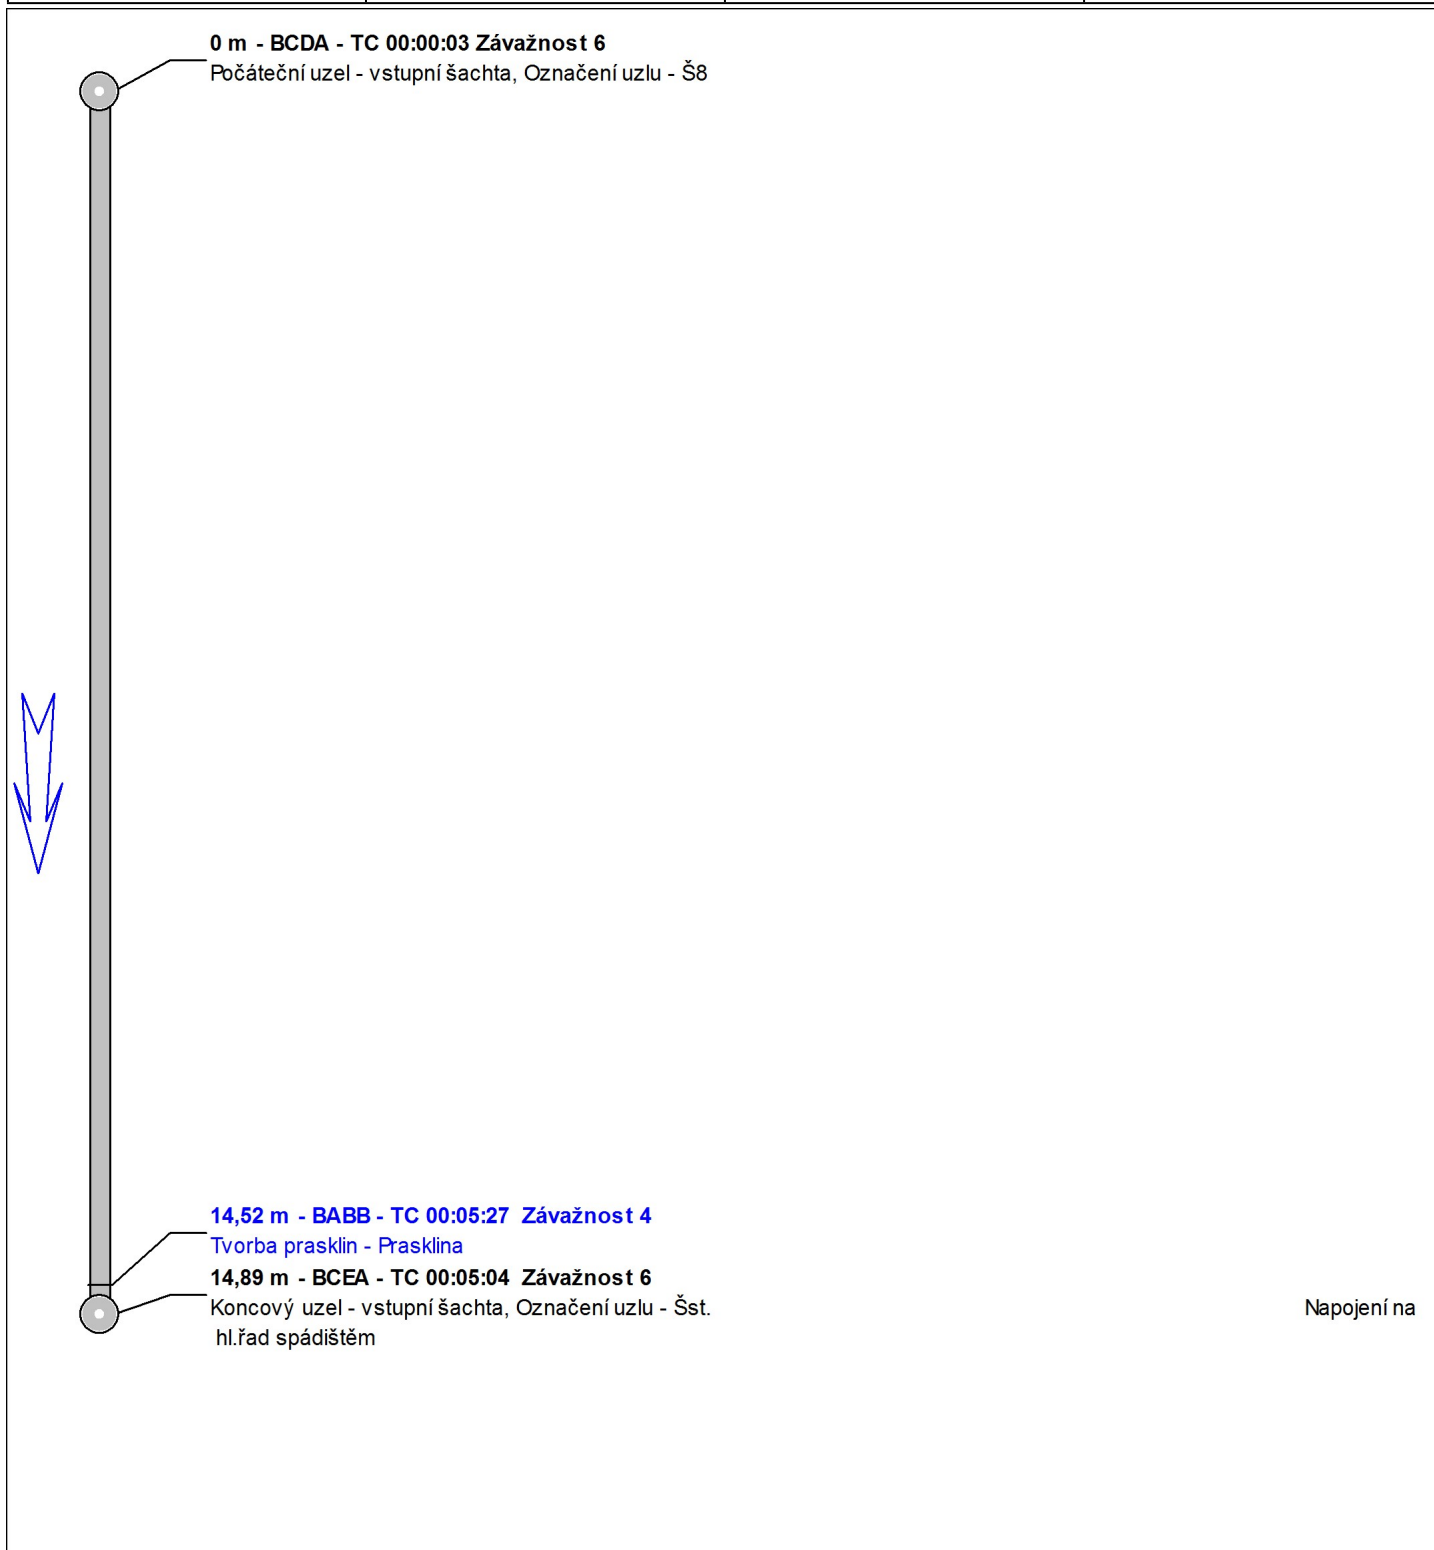 0 m - BCDA - TC 00:00:03 Závažnost 6
Počáteční uzel - vstupní šachta, Označení uzlu - Š8
14,52 m - BABB - TC 00:05:27 Závažnost 4
Tvorba prasklin - Prasklina
14,89 m - BCEA - TC 00:05:04 Závažnost 6
Koncový uzel - vstupní šachta, Označení uzlu - Šst. Napojení na
hl.řad spádištěm